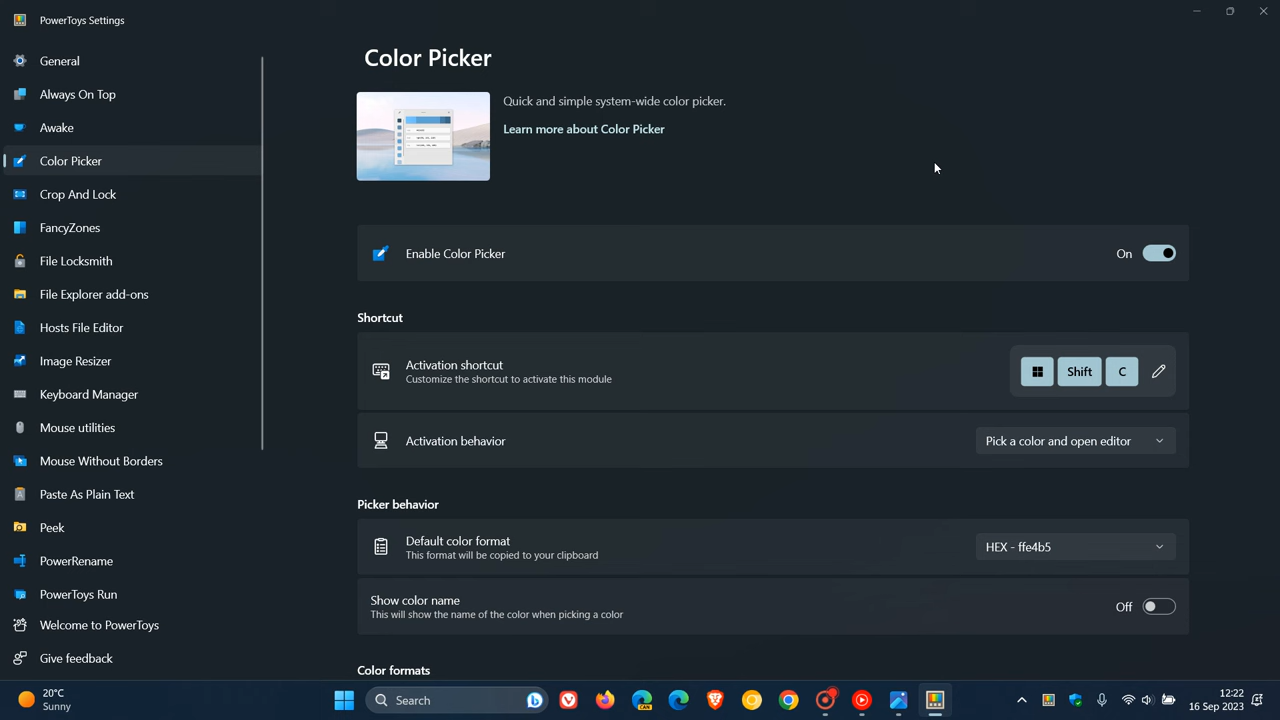 PowerToys Settings
General
Always On Top
Awake
Color Picker
Crop And Lock
FancyZones
File Locksmith
File Explorer add-ons
Hosts File Editor
Image Resizer
Keyboard Manager
Mouse utilities
Mouse Without Borders
Paste As Plain Text
Peek
PowerRename
PowerToys Run
Welcome to PowerToys
Give feedback
Color Picker
Quick and simple system-wide color picker.
Learn more about Color Picker
Enable Color Picker
On
Shortcut
Activation shortcut
Customize the shortcut to activate this module
Shift C
Activation behavior
Pick a color and open editor
Picker behavior
Default color format
This format will be copied to your clipboard
HEX - ffe4b5
Show color name
This will show the name of the color when picking a color
Off
Color formats
20°C
Sunny
Search
CAN
12:22
16 Sep 2023